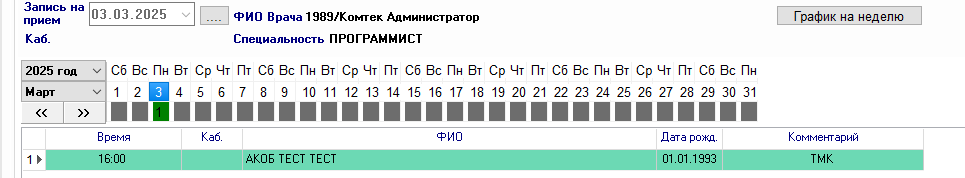 Запись на прием 03.03.2025 .... ФИО Врача 1989/Комтек Администратор График на неделю
Каб. Специальность ПРОГРАММИСТ
2025 год Сб Вс Пн Вт Ср Чт Пт Сб Вс Пн Вт Ср Чт Пт Сб Вс Пн Вт Ср Чт Пт Сб Вс Пн Вт Ср Чт Пт Сб Вс Пн
Март 1 2 3 4 5 6 7 8 9 10 11 12 13 14 15 16 17 18 19 20 21 22 23 24 25 26 27 28 29 30 31
<< >> 1
Время Каб. ФИО Дата рожд. Комментарий
1 16:00 АКОБ ТЕСТ ТЕСТ 01.01.1993 ТМК